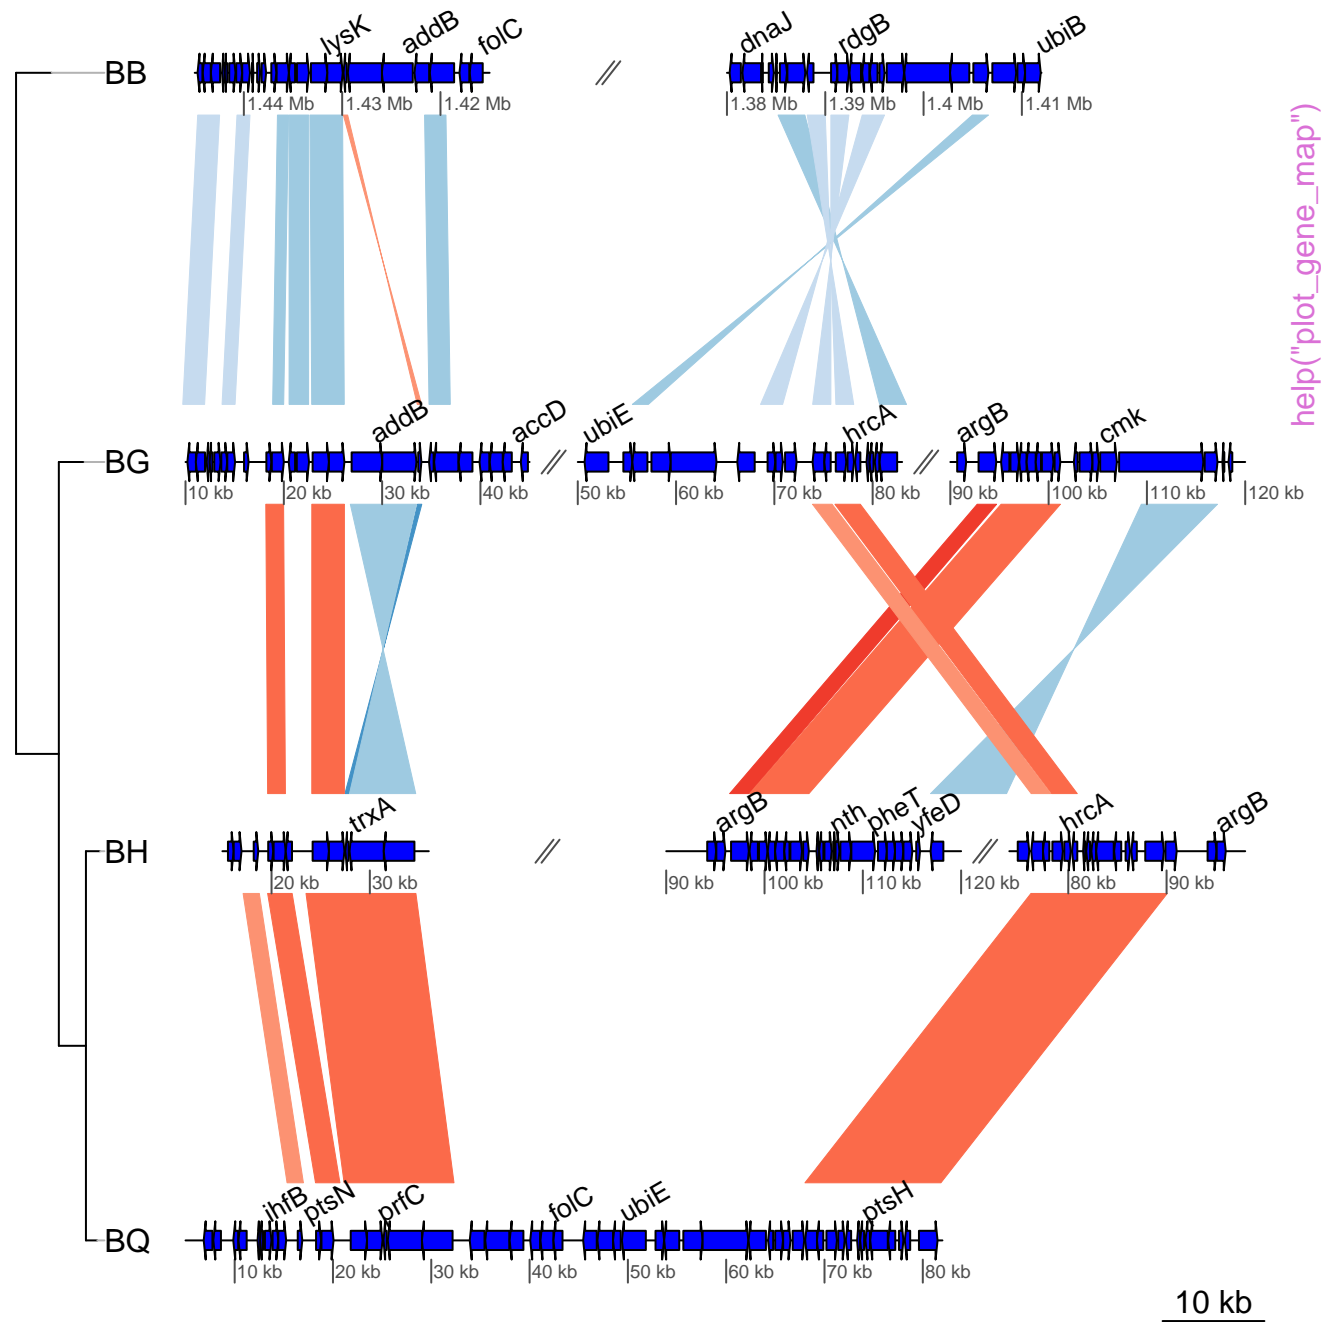 lysK addB folC dnaJ rdgB ubiB
BB
1.44 Mb 1.43 Mb 1.42 Mb 1.38 Mb 1.39 Mb 1.4 Mb 1.41 Mb
help("plot_gene_map")
addB accD ubiE hrcA argB cmk
BG
10 kb 20 kb 30 kb 40 kb 50 kb 60 kb 70 kb 80 kb 90 kb 100 kb 110 kb 120 kb
trxA argB nth pheT yfeD hrcA argB
BH
20 kb 30 kb 90 kb 100 kb 110 kb 120 kb 80 kb 90 kb
ihfB ptsN prfC folC ubiE ptsH
BQ
10 kb 20 kb 30 kb 40 kb 50 kb 60 kb 70 kb 80 kb
10 kb